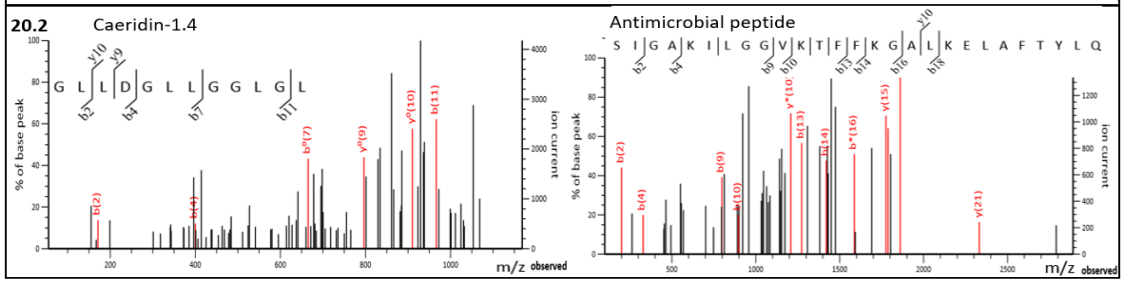 20.2 Caeridin-1.4
y10 y9
G L L D G L L G G L G L
b2 b4 b7 b11
% of base peak
100
80
60
40
20
0
b(2)
b(4)
b⁰(7)
y⁰(9)
y⁰(10)
b(11)
4000
3000
2000
1000
0
ion current
200 400 600 800 1000
m/z observed
Antimicrobial peptide
y10
S I G A K I L G G V K T F F K G A L K E L A F T Y L Q
b2 b4 b9 b10 b13 b14 b16 b18
% of base peak
100
80
60
40
20
0
b(2)
b(4)
b(9)
b(10)
y*(10)
b(13)
b(14)
b*(16)
y(15)
y(21)
1200
1000
800
600
400
200
0
ion current
500 1000 1500 2000 2500
m/z observed